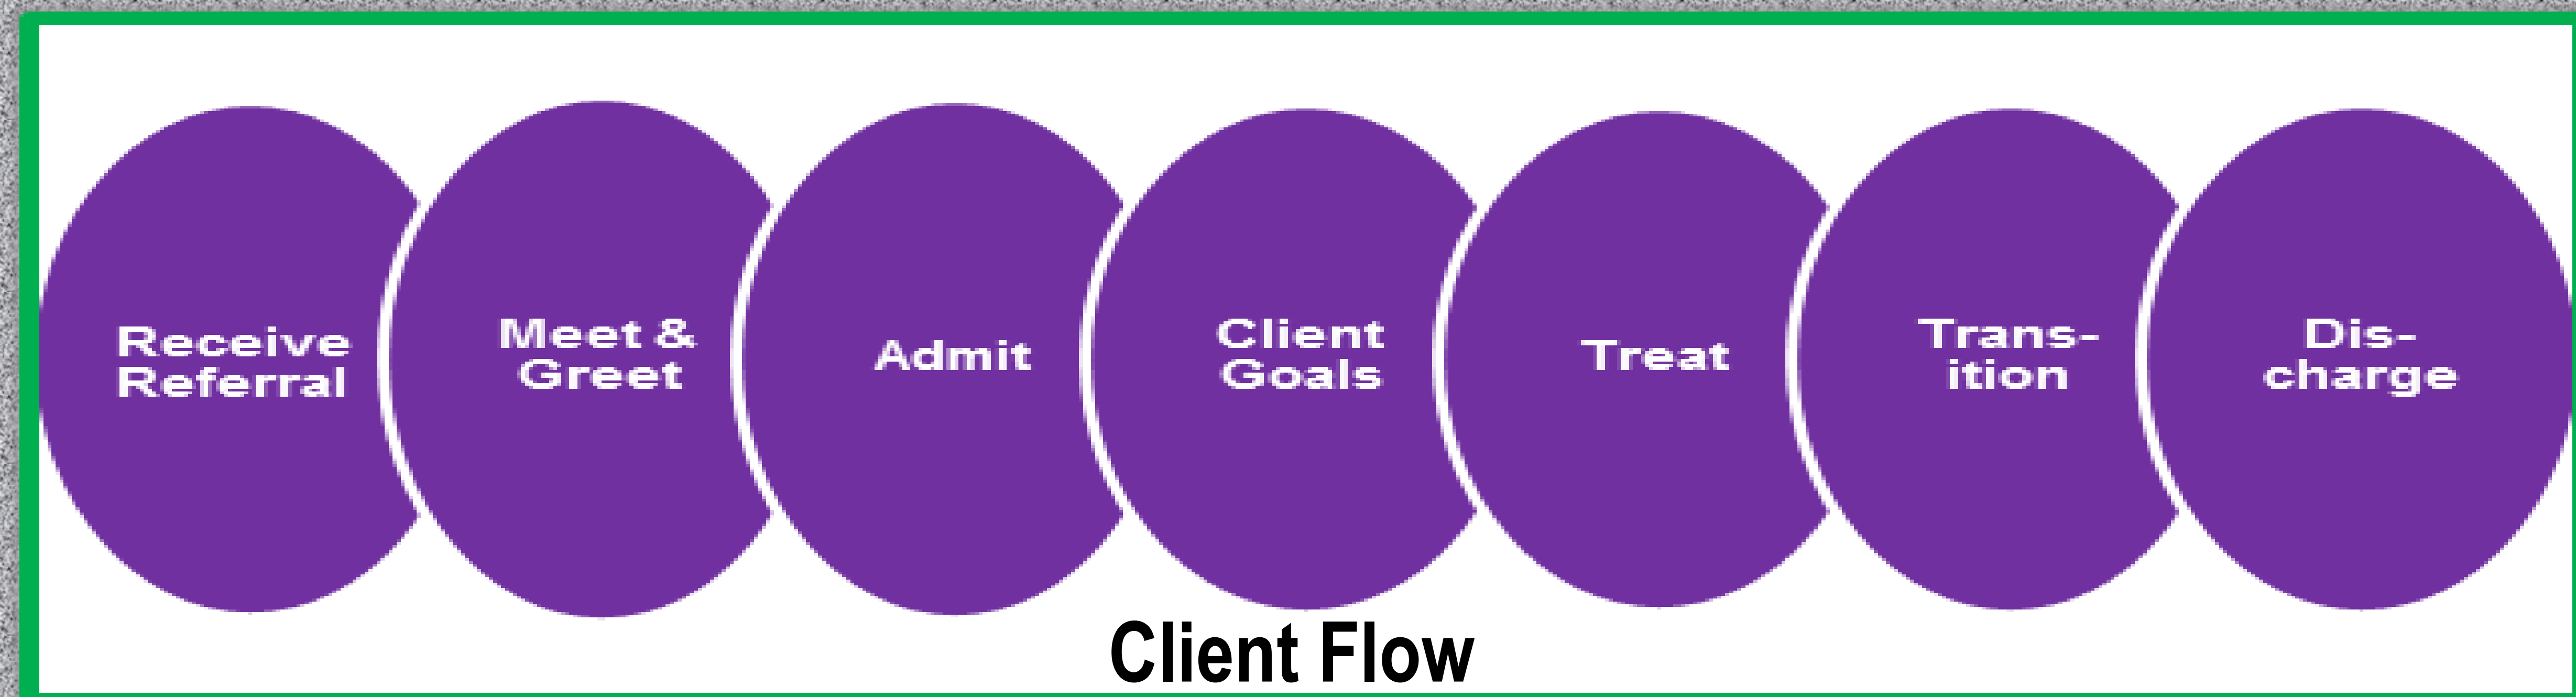 Receive
Referral
Meet &
Greet
Admit
Client
Goals
Treat
Trans-
ition
Dis-
charge
Client Flow